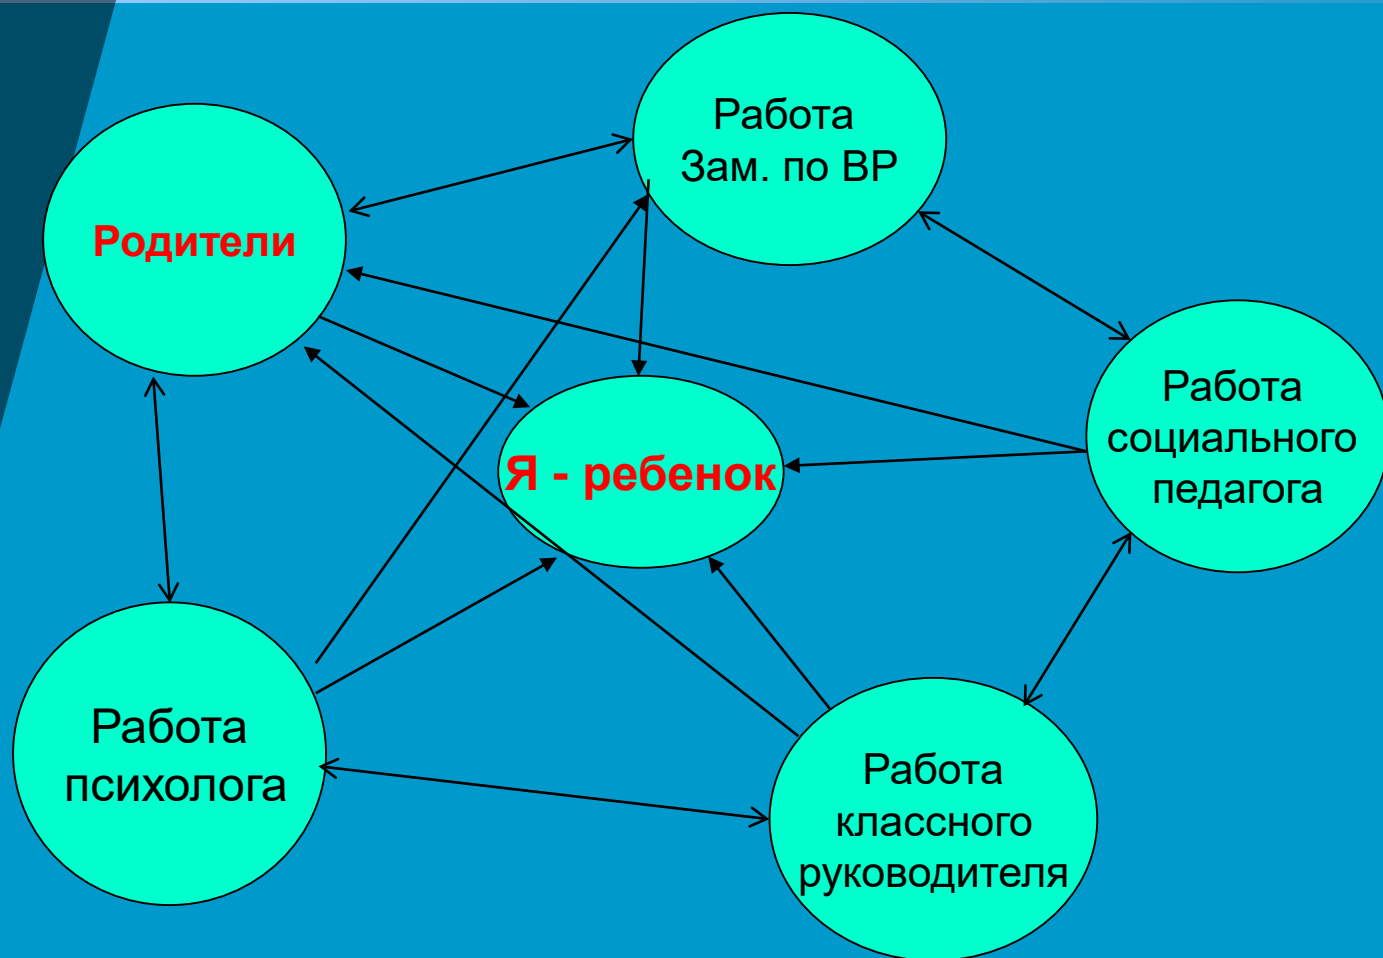 Работа
Зам. по ВР
Родители
Работа
социального
педагога
Я - ребенок
Работа
психолога
Работа
классного
руководителя